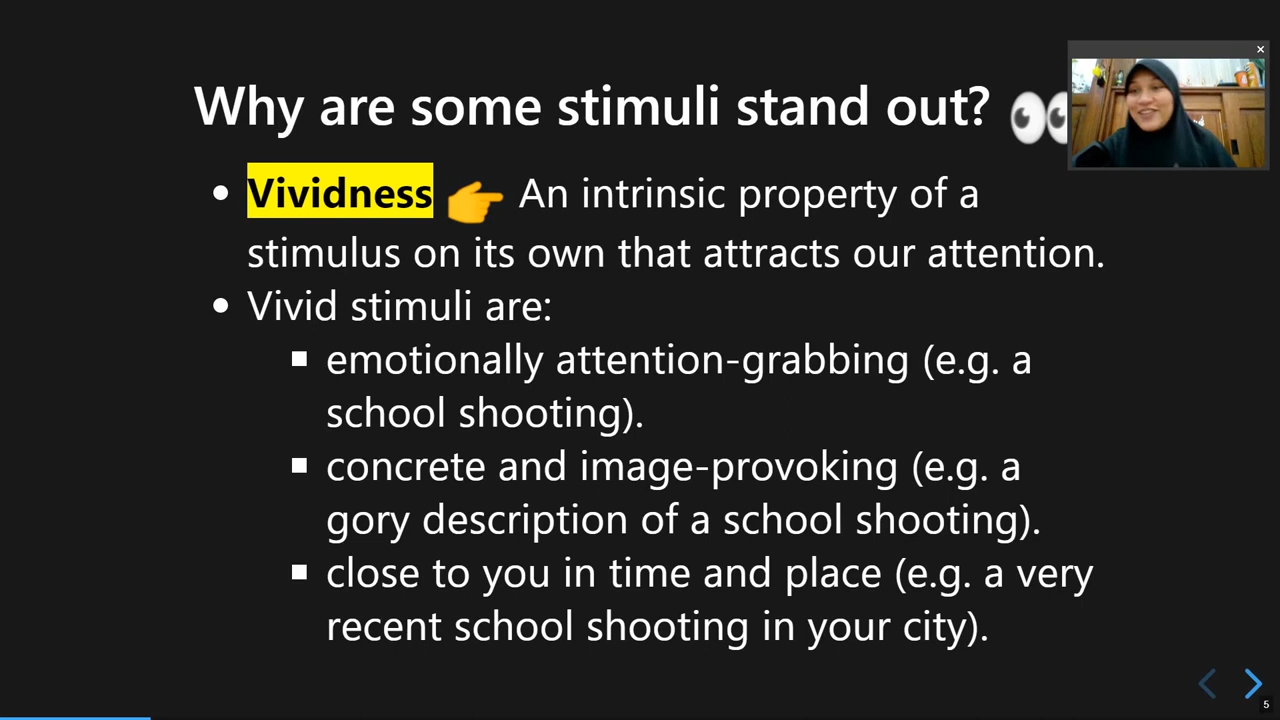 Why are some stimuli stand out? 👀
• Vividness 👉 An intrinsic property of a
stimulus on its own that attracts our attention.
• Vivid stimuli are:
▪ emotionally attention-grabbing (e.g. a
school shooting).
▪ concrete and image-provoking (e.g. a
gory description of a school shooting).
▪ close to you in time and place (e.g. a very
recent school shooting in your city).
5